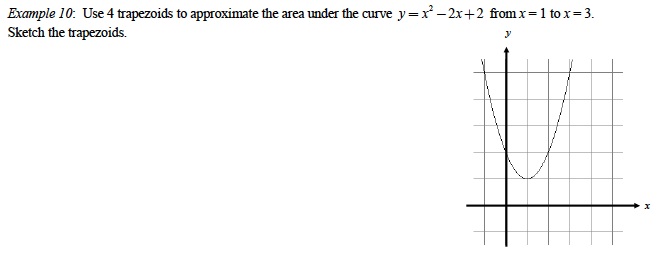 Example 10: Use 4 trapezoids to approximate the area under the curve y = x² – 2x + 2 from x = 1 to x = 3.
Sketch the trapezoids.
y
x